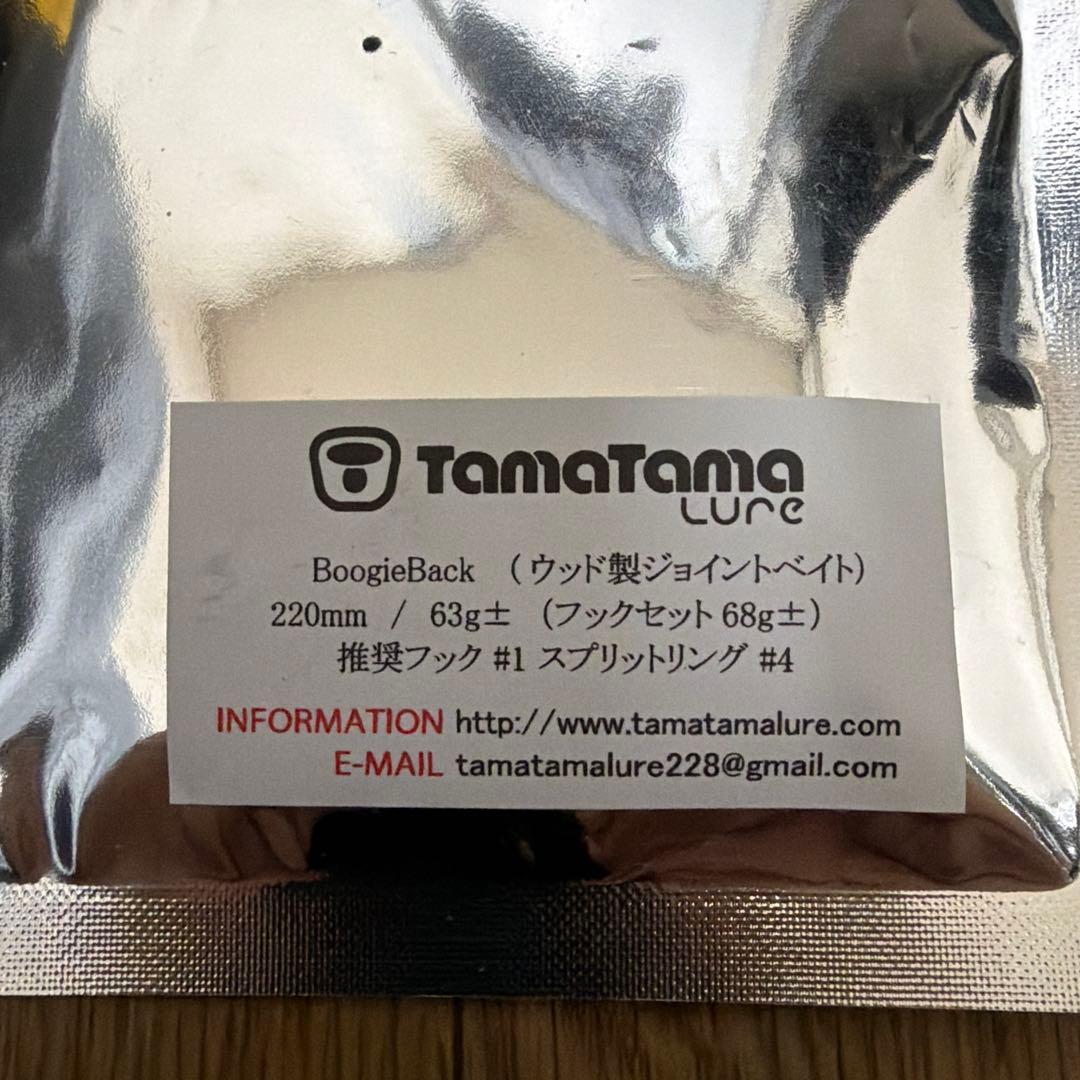 TamaTama
Lure
BoogieBack （ウッド製ジョイントベイト）
220mm / 63g± （フックセット 68g±）
推奨フック #1 スプリットリング #4
INFORMATION http://www.tamatamalure.com
E-MAIL tamatamalure228@gmail.com